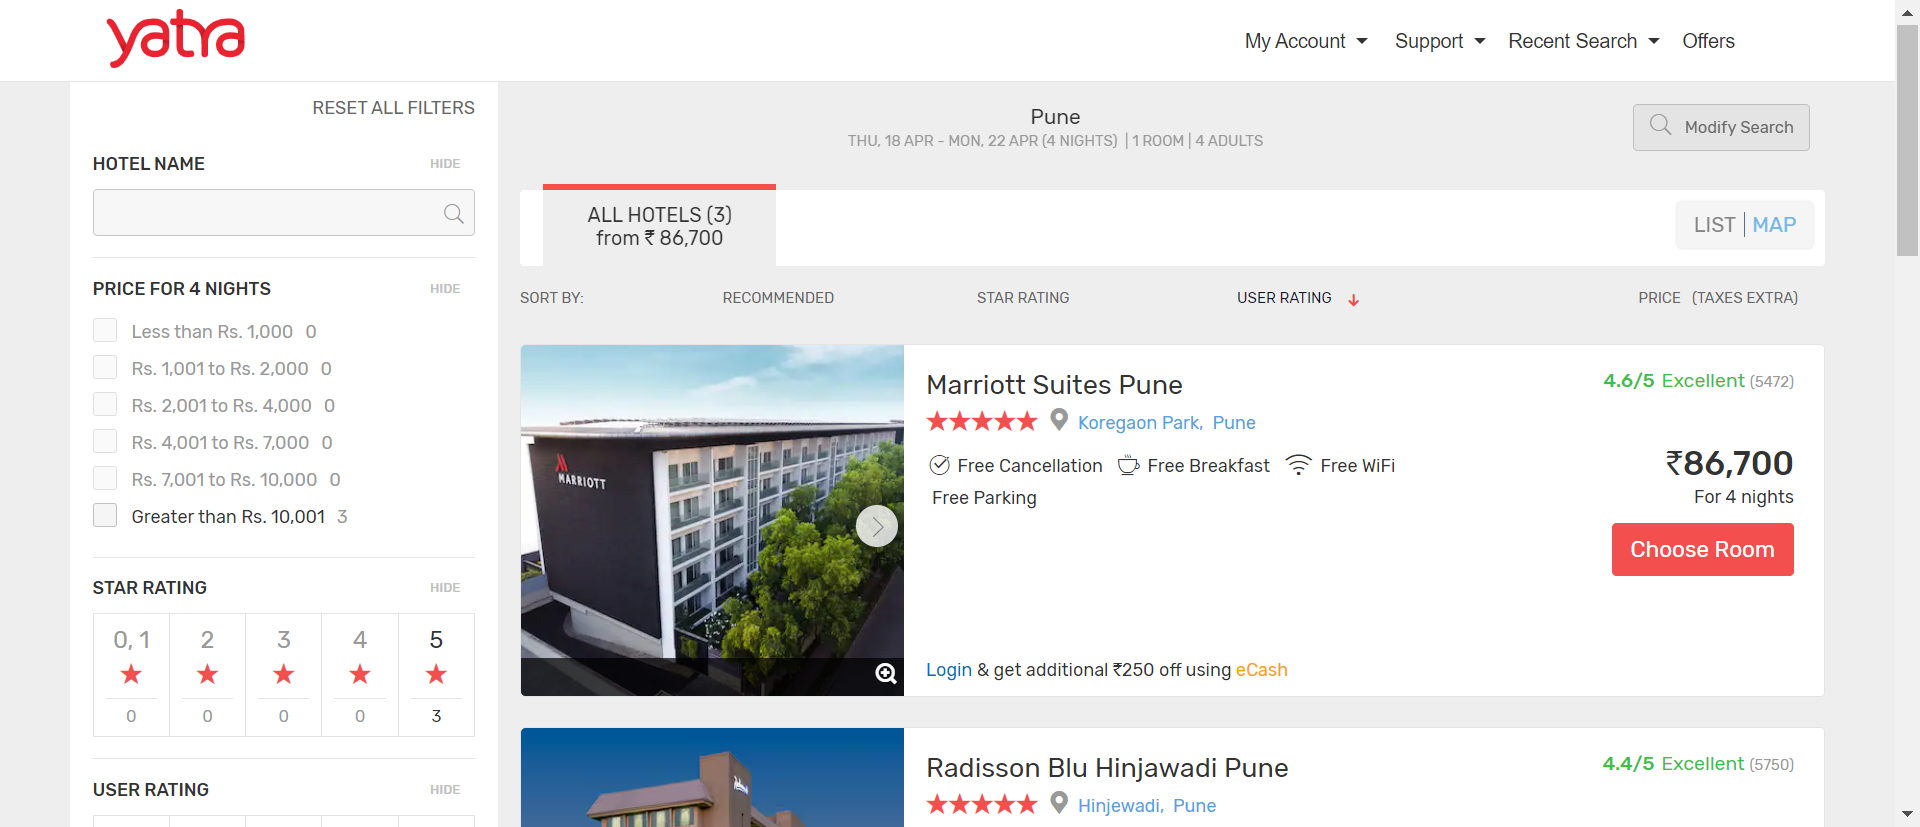 yatra
My Account
Support
Recent Search
Offers
RESET ALL FILTERS
HOTEL NAME HIDE
PRICE FOR 4 NIGHTS HIDE
Less than Rs. 1,000 0
Rs. 1,001 to Rs. 2,000 0
Rs. 2,001 to Rs. 4,000 0
Rs. 4,001 to Rs. 7,000 0
Rs. 7,001 to Rs. 10,000 0
Greater than Rs. 10,001 3
STAR RATING HIDE
0, 1 2 3 4 5
0 0 0 0 3
USER RATING HIDE
Pune
THU, 18 APR - MON, 22 APR (4 NIGHTS) | 1 ROOM | 4 ADULTS
Modify Search
ALL HOTELS (3)
from ₹ 86,700
LIST | MAP
SORT BY: RECOMMENDED STAR RATING USER RATING PRICE (TAXES EXTRA)
MARRIOTT
Marriott Suites Pune
4.6/5 Excellent (5472)
Koregaon Park, Pune
Free Cancellation Free Breakfast Free WiFi
Free Parking
₹86,700
For 4 nights
Choose Room
Login & get additional ₹250 off using eCash
Radisson Blu Hinjawadi Pune
4.4/5 Excellent (5750)
Hinjewadi, Pune